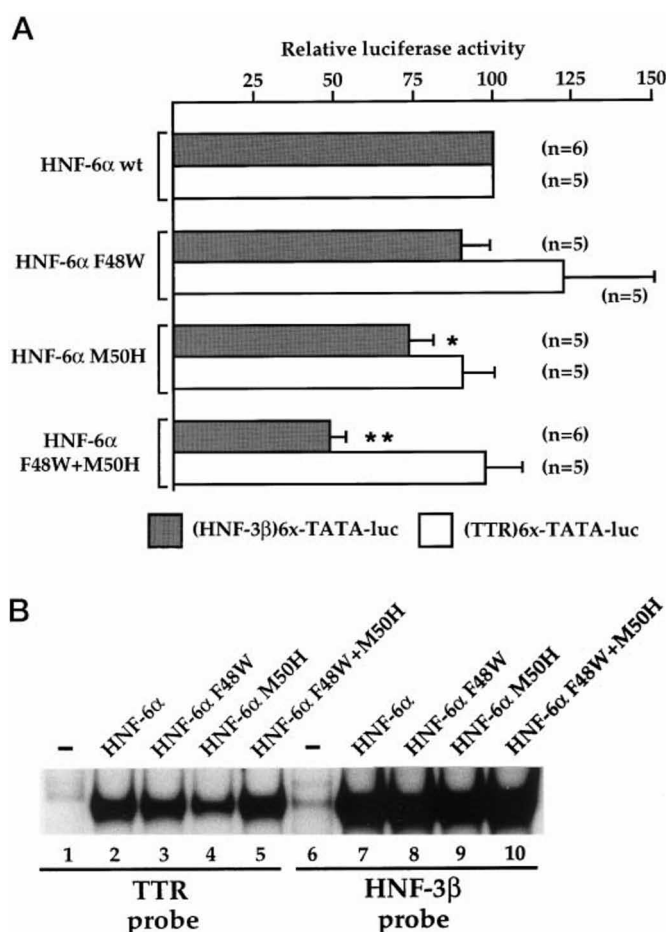 A
Relative luciferase activity
25 50 75 100 125 150
HNF-6α wt
(n=6)
(n=5)
HNF-6α F48W
(n=5)
(n=5)
HNF-6α M50H
*
(n=5)
(n=5)
HNF-6α
F48W+M50H
**
(n=6)
(n=5)
(HNF-3β)6x-TATA-luc (TTR)6x-TATA-luc
B
– HNF-6α HNF-6α F48W HNF-6α M50H HNF-6α F48W+M50H – HNF-6α HNF-6α F48W HNF-6α M50H HNF-6α F48W+M50H
1 2 3 4 5 6 7 8 9 10
TTR HNF-3β
probe probe